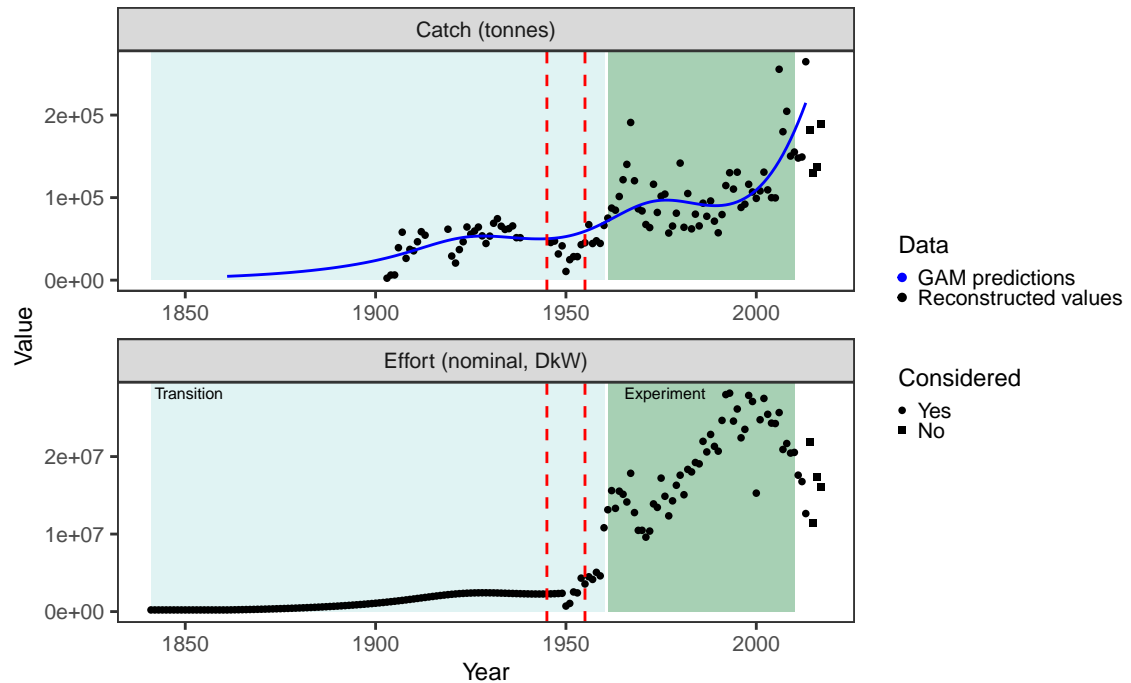 Catch (tonnes)
2e+05
1e+05
0e+00
1850
1900
1950
2000
Value
Effort (nominal, DkW)
Transition
Experiment
2e+07
1e+07
0e+00
1850
1900
1950
2000
Year
Data
GAM predictions
Reconstructed values
Considered
Yes
No